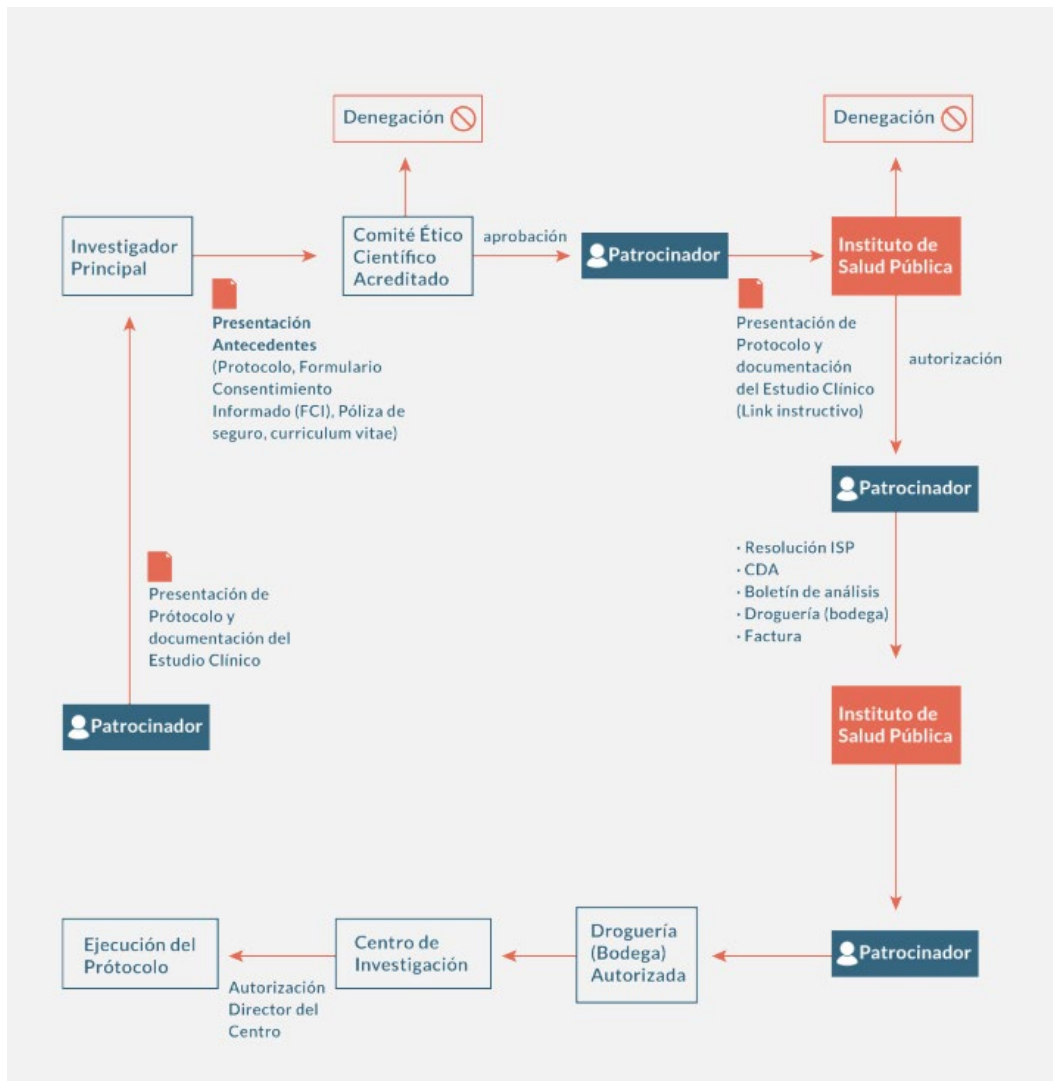 Denegación
Denegación
Investigador
Principal
Comité Ético
Científico
Acreditado
aprobación
Patrocinador
Instituto de
Salud Pública
Presentación
Antecedentes
(Protocolo, Formulario
Consentimiento
Informado (FCI), Póliza de
seguro, curriculum vitae)
Presentación de
Protocolo y
documentación
del Estudio Clínico
(Link instructivo)
autorización
Patrocinador
· Resolución ISP
· CDA
· Boletín de análisis
· Droguería (bodega)
· Factura
Presentación de
Prótocolo y
documentación del
Estudio Clínico
Patrocinador
Instituto de
Salud Pública
Ejecución del
Prótocolo
Autorización
Director del
Centro
Centro de
Investigación
Droguería
(Bodega)
Autorizada
Patrocinador